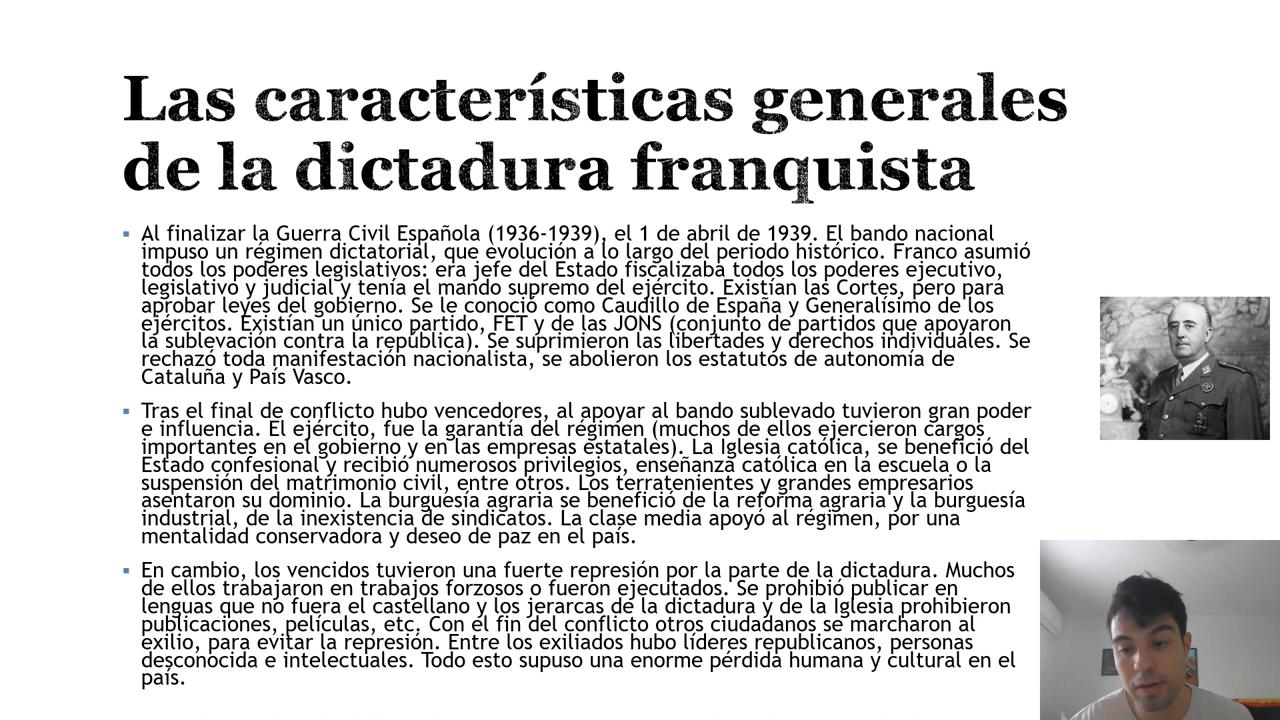 Las características generales
de la dictadura franquista
▪ Al finalizar la Guerra Civil Española (1936-1939), el 1 de abril de 1939. El bando nacional
impuso un régimen dictatorial, que evolución a lo largo del periodo histórico. Franco asumió
todos los poderes legislativos: era jefe del Estado fiscalizaba todos los poderes ejecutivo,
legislativo y judicial y tenía el mando supremo del ejército. Existían las Cortes, pero para
aprobar leyes del gobierno. Se le conoció como Caudillo de España y Generalísimo de los
ejércitos. Existían un único partido, FET y de las JONS (conjunto de partidos que apoyaron
la sublevación contra la república). Se suprimieron las libertades y derechos individuales. Se
rechazó toda manifestación nacionalista, se abolieron los estatutos de autonomía de
Cataluña y País Vasco.
▪ Tras el final de conflicto hubo vencedores, al apoyar al bando sublevado tuvieron gran poder
e influencia. El ejército, fue la garantía del régimen (muchos de ellos ejercieron cargos
importantes en el gobierno y en las empresas estatales). La Iglesia católica, se benefició del
Estado confesional y recibió numerosos privilegios, enseñanza católica en la escuela o la
suspensión del matrimonio civil, entre otros. Los terratenientes y grandes empresarios
asentaron su dominio. La burguesía agraria se benefició de la reforma agraria y la burguesía
industrial, de la inexistencia de sindicatos. La clase media apoyó al régimen, por una
mentalidad conservadora y deseo de paz en el país.
▪ En cambio, los vencidos tuvieron una fuerte represión por la parte de la dictadura. Muchos
de ellos trabajaron en trabajos forzosos o fueron ejecutados. Se prohibió publicar en
lenguas que no fuera el castellano y los jerarcas de la dictadura y de la Iglesia prohibieron
publicaciones, películas, etc. Con el fin del conflicto otros ciudadanos se marcharon al
exilio, para evitar la represión. Entre los exiliados hubo líderes republicanos, personas
desconocida e intelectuales. Todo esto supuso una enorme pérdida humana y cultural en el
país.